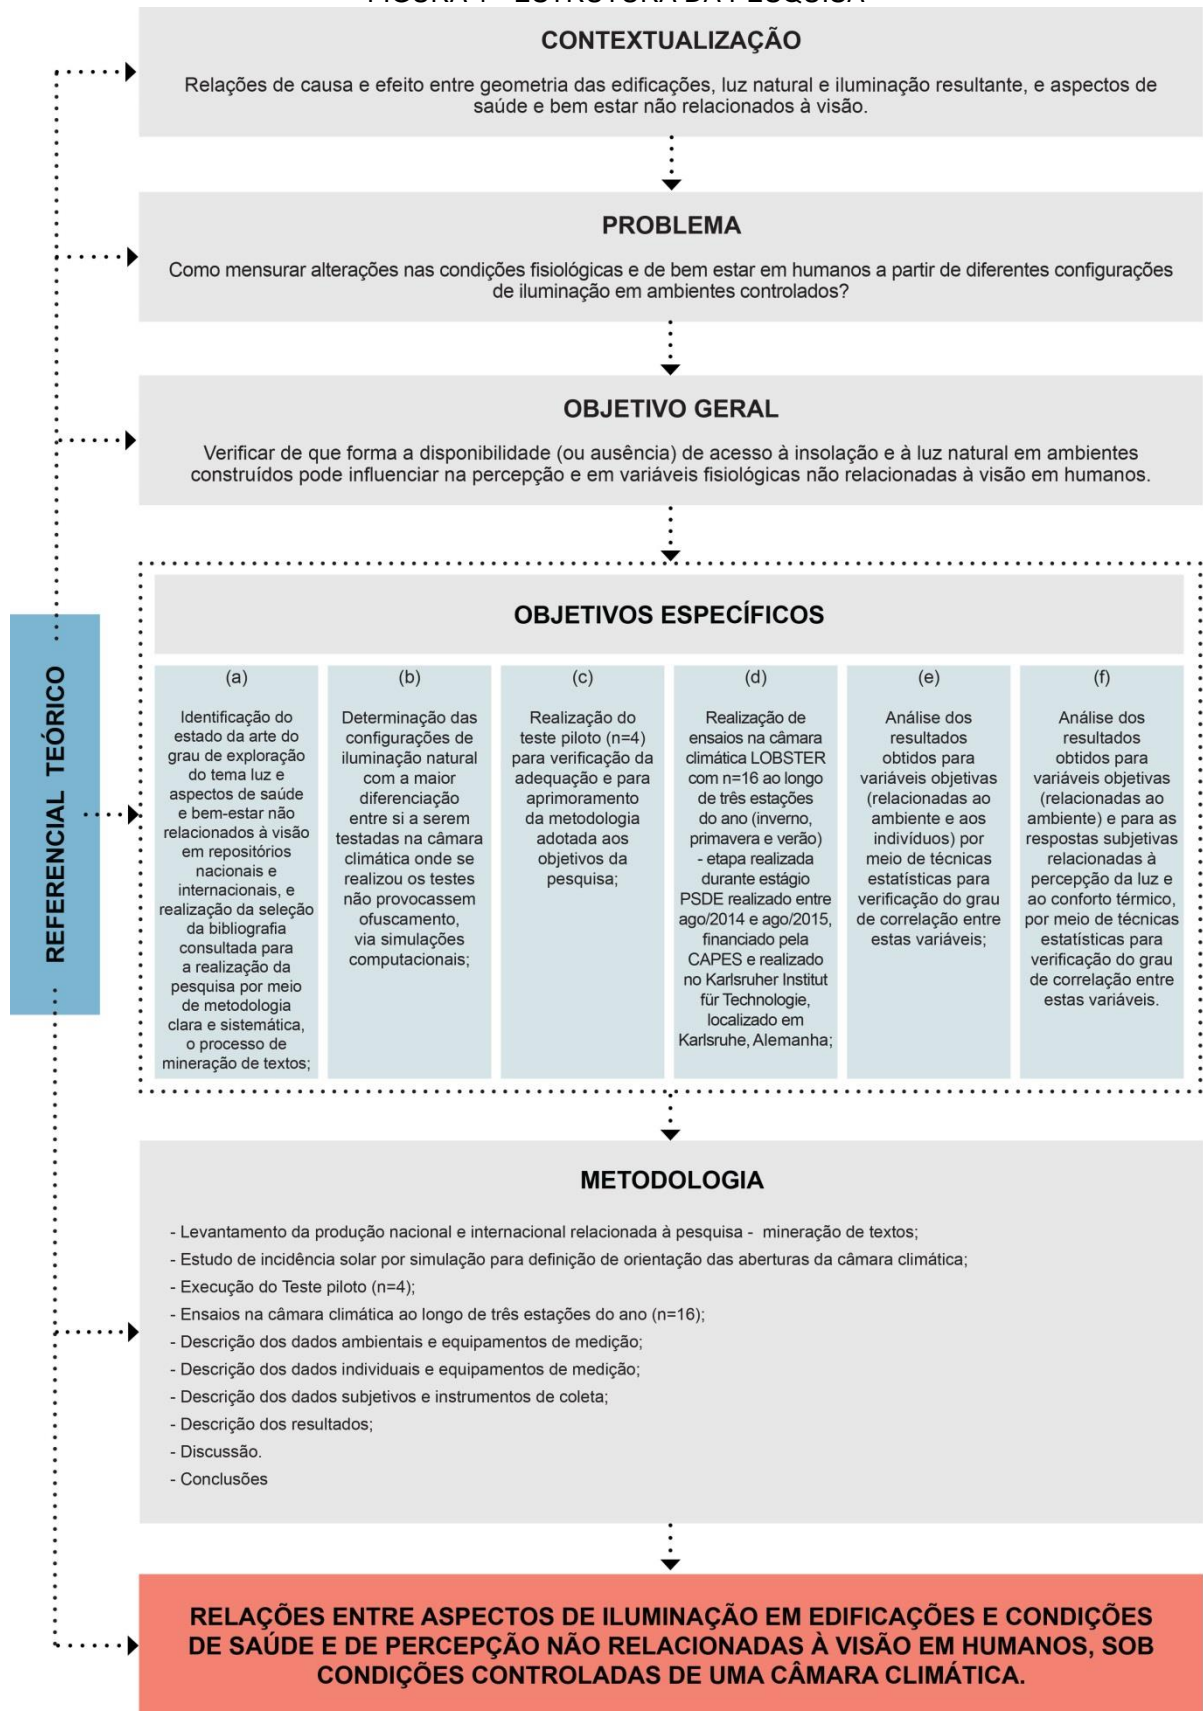 CONTEXTUALIZAÇÃO
Relações de causa e efeito entre geometria das edificações, luz natural e iluminação resultante, e aspectos de
saúde e bem estar não relacionados à visão.
PROBLEMA
Como mensurar alterações nas condições fisiológicas e de bem estar em humanos a partir de diferentes configurações
de iluminação em ambientes controlados?
OBJETIVO GERAL
Verificar de que forma a disponibilidade (ou ausência) de acesso à insolação e à luz natural em ambientes
construídos pode influenciar na percepção e em variáveis fisiológicas não relacionadas à visão em humanos.
REFERENCIAL TEÓRICO
OBJETIVOS ESPECÍFICOS
(a)
Identificação do
estado da arte do
grau de exploração
do tema luz e
aspectos de saúde
e bem-estar não
relacionados à visão
em repositórios
nacionais e
internacionais, e
realização da seleção
da bibliografia
consultada para
a realização da
pesquisa por meio
de metodologia
clara e sistemática,
o processo de
mineração de textos;
(b)
Determinação das
configurações de
iluminação natural
com a maior
diferenciação
entre si a serem
testadas na câmara
climática onde se
realizou os testes
não provocassem
ofuscamento,
via simulações
computacionais;
(c)
Realização do
teste piloto (n=4)
para verificação da
adequação e para
aprimoramento
da metodologia
adotada aos
objetivos da
pesquisa;
(d)
Realização de
ensaios na câmara
climática LOBSTER
com n=16 ao longo
de três estações
do ano (inverno,
primavera e verão)
- etapa realizada
durante estágio
PSDE realizado entre
ago/2014 e ago/2015,
financiado pela
CAPES e realizado
no Karlsruher Institut
für Technologie,
localizado em
Karlsruhe, Alemanha;
(e)
Análise dos
resultados
obtidos para
variáveis objetivas
(relacionadas ao
ambiente e aos
indivíduos) por
meio de técnicas
estatísticas para
verificação do grau
de correlação entre
estas variáveis;
(f)
Análise dos
resultados
obtidos para
variáveis objetivas
(relacionadas ao
ambiente) e para as
respostas subjetivas
relacionadas à
percepção da luz e
ao conforto térmico,
por meio de técnicas
estatísticas para
verificação do grau
de correlação entre
estas variáveis.
METODOLOGIA
- Levantamento da produção nacional e internacional relacionada à pesquisa - mineração de textos;
- Estudo de incidência solar por simulação para definição de orientação das aberturas da câmara climática;
- Execução do Teste piloto (n=4);
- Ensaios na câmara climática ao longo de três estações do ano (n=16);
- Descrição dos dados ambientais e equipamentos de medição;
- Descrição dos dados individuais e equipamentos de medição;
- Descrição dos dados subjetivos e instrumentos de coleta;
- Descrição dos resultados;
- Discussão.
- Conclusões
RELAÇÕES ENTRE ASPECTOS DE ILUMINAÇÃO EM EDIFICAÇÕES E CONDIÇÕES
DE SAÚDE E DE PERCEPÇÃO NÃO RELACIONADAS À VISÃO EM HUMANOS, SOB
CONDIÇÕES CONTROLADAS DE UMA CÂMARA CLIMÁTICA.